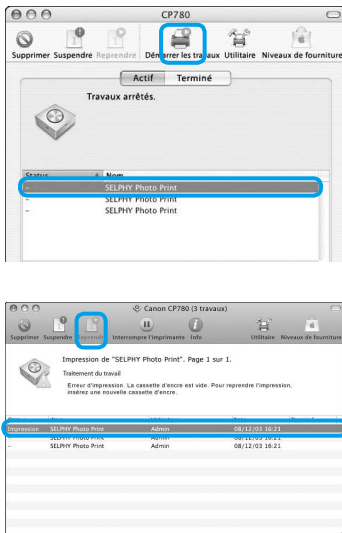 CP780
Supprimer Suspendre Reprendre Démarrer les travaux Utilitaire Niveaux de fourniture
Actif Terminé
Travaux arrêtés.
Status Nom
- SELPHY Photo Print
- SELPHY Photo Print
- SELPHY Photo Print
Canon CP780 (3 travaux)
Supprimer Suspendre Reprendre Interrompre l'imprimante Info Utilitaire Niveaux de fourniture
Impression de "SELPHY Photo Print". Page 1 sur 1.
Traitement du travail
Erreur d'impression. La cassette d'encre est vide. Pour reprendre l'impression,
insérez une nouvelle cassette d'encre.
Impression SELPHY Photo Print Admin 08/12/03 16:21
- SELPHY Photo Print Admin 08/12/03 16:21
- SELPHY Photo Print Admin 08/12/03 16:21